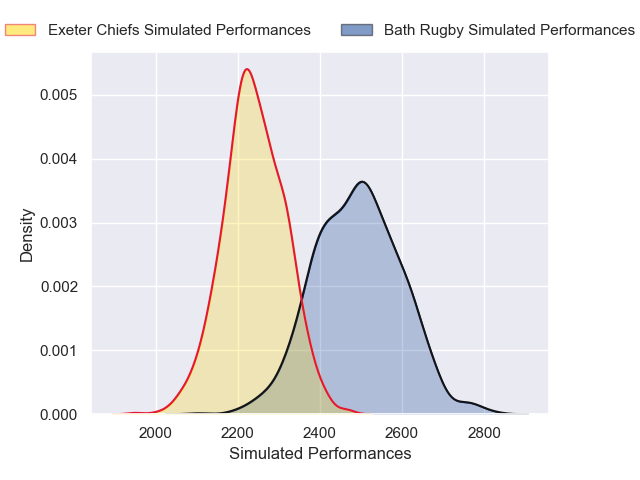 Exeter Chiefs Simulated Performances Bath Rugby Simulated Performances
0.005
0.004
0.003
0.002
0.001
0.000
Density
2000 2200 2400 2600 2800
Simulated Performances